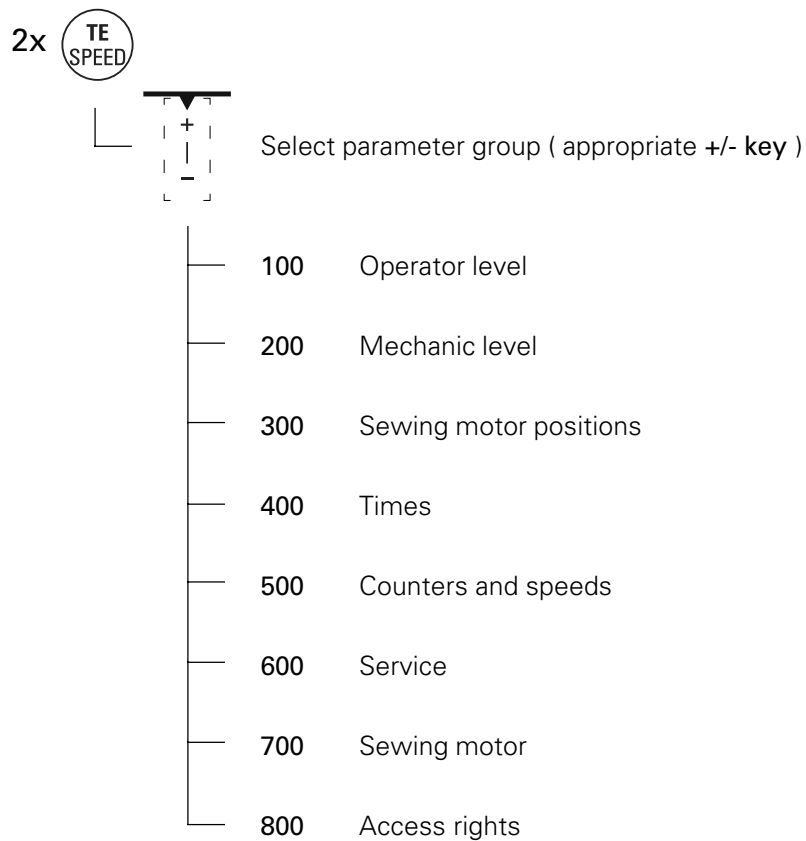 2x TE
SPEED
+
−
Select parameter group ( appropriate +/- key )
100 Operator level
200 Mechanic level
300 Sewing motor positions
400 Times
500 Counters and speeds
600 Service
700 Sewing motor
800 Access rights